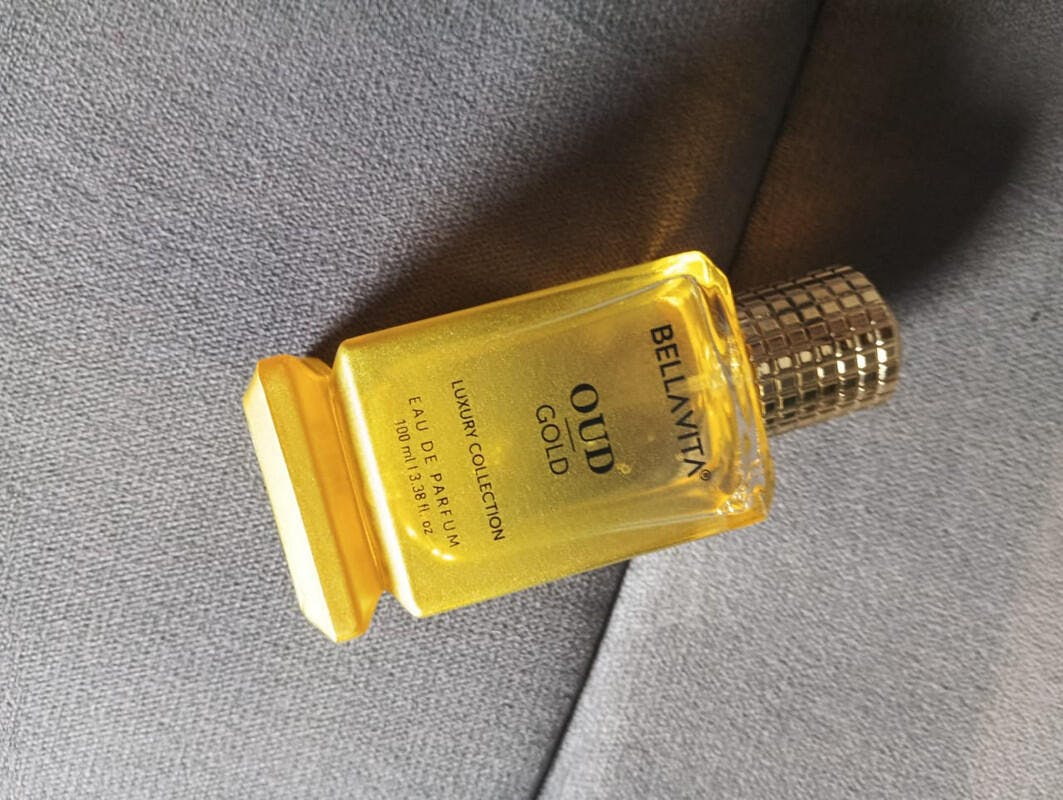 BELLAVITA®
OUD
GOLD
LUXURY COLLECTION
EAU DE PARFUM
100 ml | 3.38 fl. oz